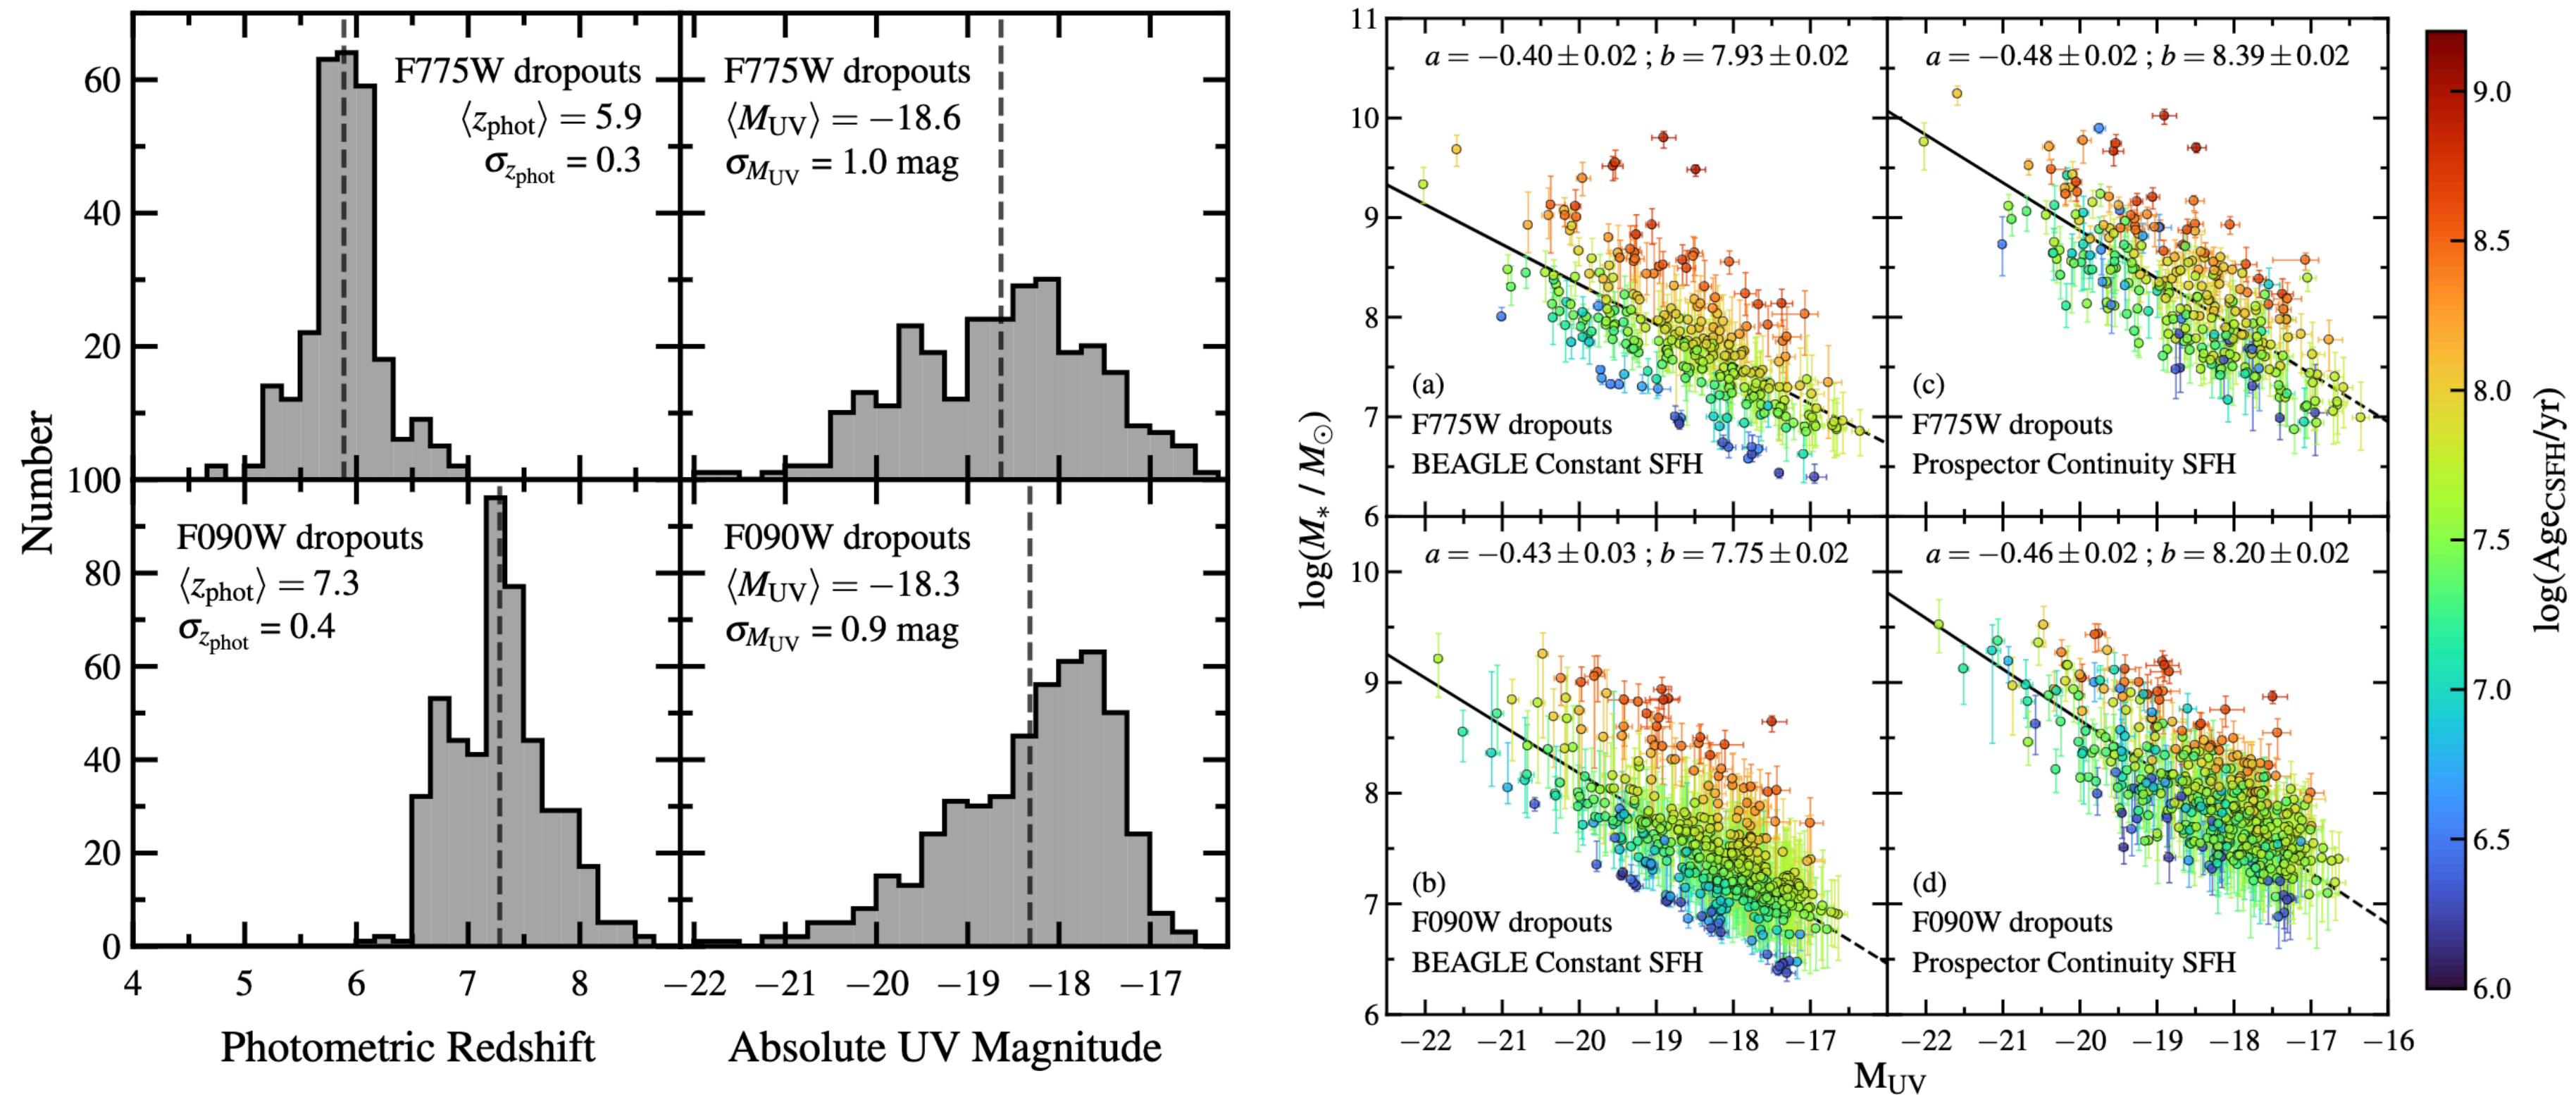 Number
60
40
20
100
80
60
40
20
0
F775W dropouts
⟨z_phot⟩ = 5.9
σ_z_phot = 0.3
F775W dropouts
⟨M_UV⟩ = −18.6
σ_M_UV = 1.0 mag
F090W dropouts
⟨z_phot⟩ = 7.3
σ_z_phot = 0.4
F090W dropouts
⟨M_UV⟩ = −18.3
σ_M_UV = 0.9 mag
4 5 6 7 8
−22 −21 −20 −19 −18 −17
Photometric Redshift
Absolute UV Magnitude
log(M_* / M_⊙)
11
10
9
8
7
6
10
9
8
7
6
a = −0.40 ± 0.02 ; b = 7.93 ± 0.02
(a)
F775W dropouts
BEAGLE Constant SFH
a = −0.48 ± 0.02 ; b = 8.39 ± 0.02
(c)
F775W dropouts
Prospector Continuity SFH
a = −0.43 ± 0.03 ; b = 7.75 ± 0.02
(b)
F090W dropouts
BEAGLE Constant SFH
a = −0.46 ± 0.02 ; b = 8.20 ± 0.02
(d)
F090W dropouts
Prospector Continuity SFH
−22 −21 −20 −19 −18 −17
−22 −21 −20 −19 −18 −17 −16
M_UV
9.0
8.5
8.0
7.5
7.0
6.5
6.0
log(Age_CSFH/yr)